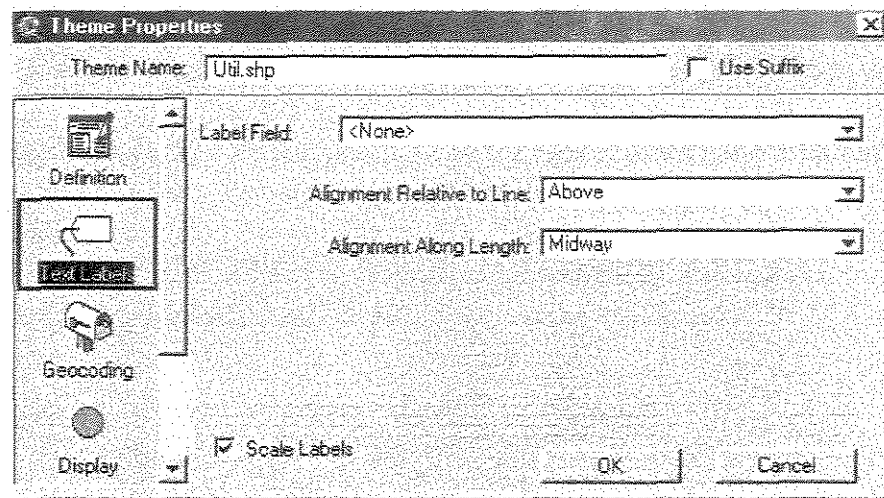 Theme Properties
Theme Name: Util.shp Use Suffix
Definition
Text Labels
Geocoding
Display
Label Field: <None>
Alignment Relative to Line: Above
Alignment Along Length: Midway
Scale Labels
OK Cancel